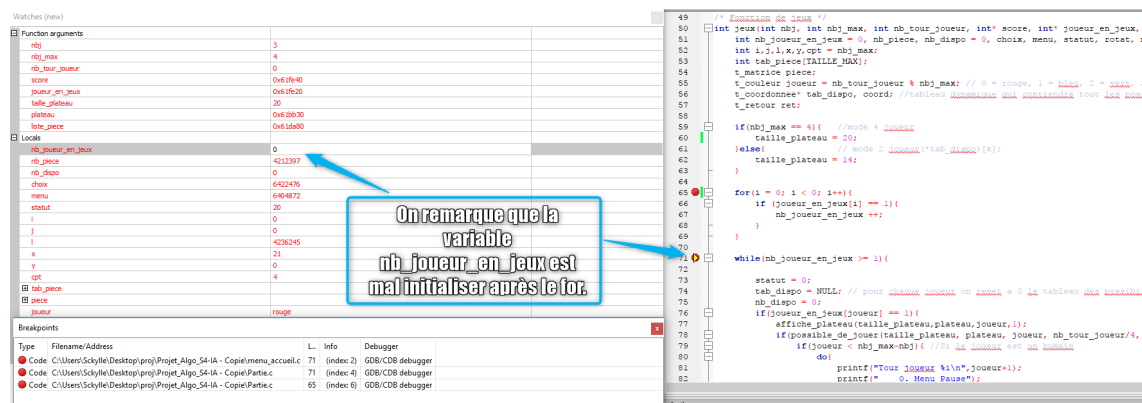 Watches (new)
Function arguments
nbj 3
nbj_max 4
nb_tour_joueur 0
score 0x61fe40
joueur_en_jeux 0x61fe20
taille_plateau 20
plateau 0x61bb30
liste_piece 0x61da80
Locals
nb_joueur_en_jeux 0
nb_piece 4212397
nb_dispo 0
choix 6422476
menu 6404872
statut 20
i 0
j 0
l 4236245
x 21
y 0
cpt 4
tab_piece
piece
joueur rouge
On remarque que la
variable
nb_joueur_en_jeux est
mal initialiser après le for.
Breakpoints
Type Filename/Address L... Info Debugger
Code C:\Users\Sckylle\Desktop\proj\Projet_Algo_S4-IA - Copie\menu_accueil.c 71 (index: 2) GDB/CDB debugger
Code C:\Users\Sckylle\Desktop\proj\Projet_Algo_S4-IA - Copie\Partie.c 71 (index: 4) GDB/CDB debugger
Code C:\Users\Sckylle\Desktop\proj\Projet_Algo_S4-IA - Copie\Partie.c 65 (index: 6) GDB/CDB debugger
49 /* Fonction de jeux */
50 int jeux(int nbj, int nbj_max, int nb_tour_joueur, int* score, int* joueur_en_jeux,
51 int nb_joueur_en_jeux = 0, nb_piece, nb_dispo = 0, choix, menu, statut, rotat,
52 int i,j,l,x,y,cpt = nbj_max;
53 int tab_piece[TAILLE_MAX];
54 t_matrice piece;
55 t_couleur joueur = nb_tour_joueur % nbj_max; // 0 = rouge, 1 = bleu, 2 = vert,
56 t_coordonnee* tab_dispo, coord; //tableau dynamique qui contiendra tout les pos
57 t_retour ret;
58
59 if(nbj_max == 4){ //mode 4 joueur
60 taille_plateau = 20;
61 }else{ // mode 2 joueur(*tab_dispo)[k];
62 taille_plateau = 14;
63 }
64
65 for(i = 0; i < 0; i++){
66 if (joueur_en_jeux[i] == 1){
67 nb_joueur_en_jeux ++;
68 }
69 }
70
71 while(nb_joueur_en_jeux >= 1){
72
73 statut = 0;
74 tab_dispo = NULL; // pour chaque joueur on reset a 0 le tableau des possibi
75 nb_dispo = 0;
76 if(joueur_en_jeux[joueur] == 1){
77 affiche_plateau(taille_plateau,plateau,joueur,1);
78 if(possible_de_jouer(taille_plateau, plateau, joueur, nb_tour_joueur/4,
79 if(joueur < nbj_max-nbj){ //Si le joueur est un humain
80 do{
81 printf("Tour joueur %i\n",joueur+1);
82 printf(" 0. Menu Pause");